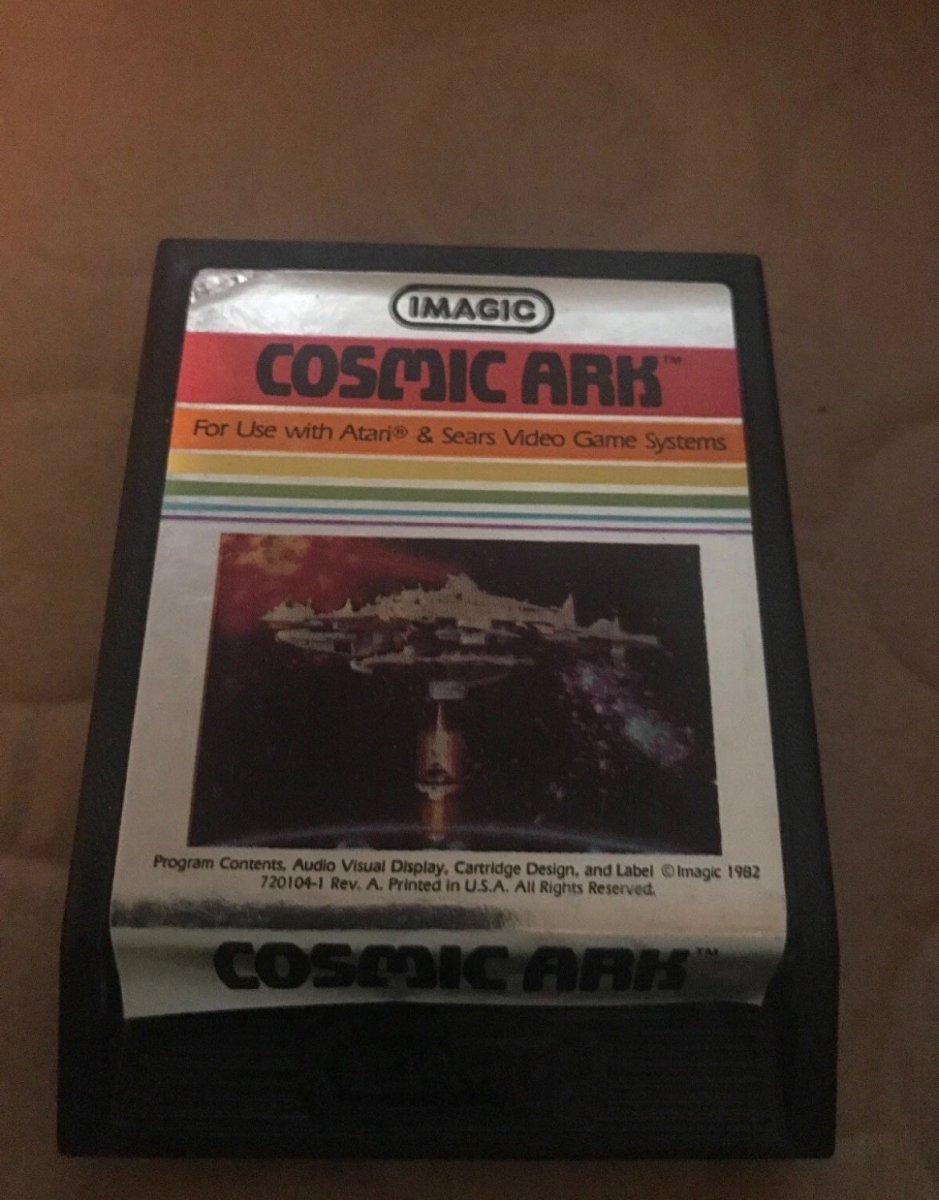 IMAGIC
COSMIC ARK™
For Use with Atari® & Sears Video Game Systems
Program Contents, Audio Visual Display, Cartridge Design, and Label © Imagic 1982
720104-1 Rev. A. Printed in U.S.A. All Rights Reserved.
COSMIC ARK™